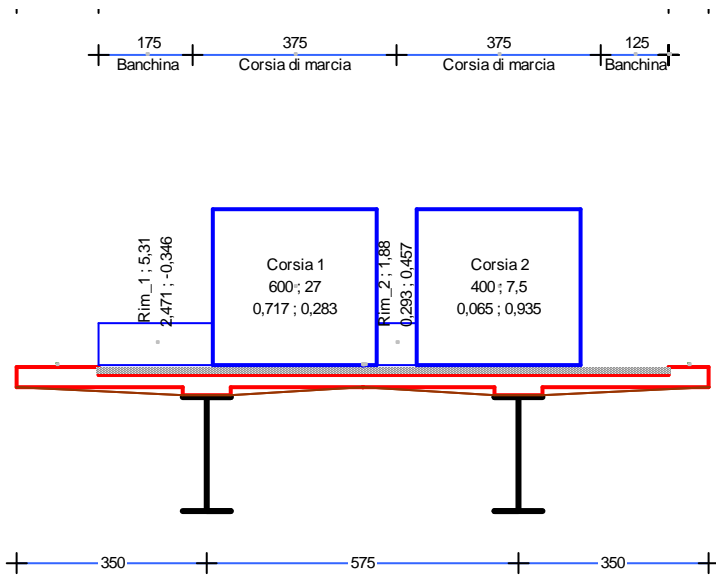 175
375
375
125
Banchina
Corsia di marcia
Corsia di marcia
Banchina
Rim_1 ; 5,31
2,471 ; -0,346
Corsia 1
600 ; 27
0,717 ; 0,283
Rim_2 ; 1,88
0,293 ; 0,457
Corsia 2
400 ; 7,5
0,065 ; 0,935
350
575
350